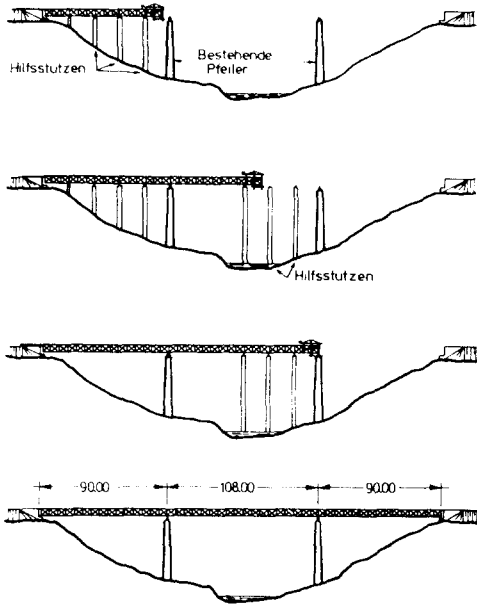 Hilfsstutzen
Bestehende
Pfeiler
Hilfsstutzen
90.00
108.00
90.00